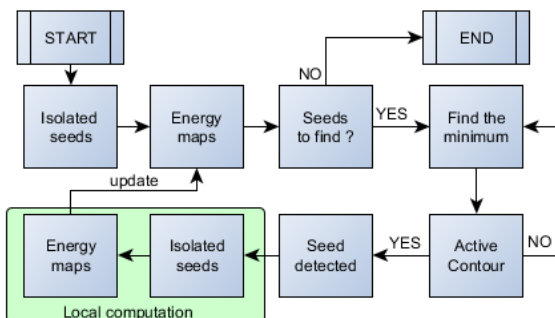 START
END
NO
Isolated
seeds
Energy
maps
Seeds
to find ?
YES
Find the
minimum
update
Energy
maps
Isolated
seeds
Seed
detected
YES
Active
Contour
NO
Local computation